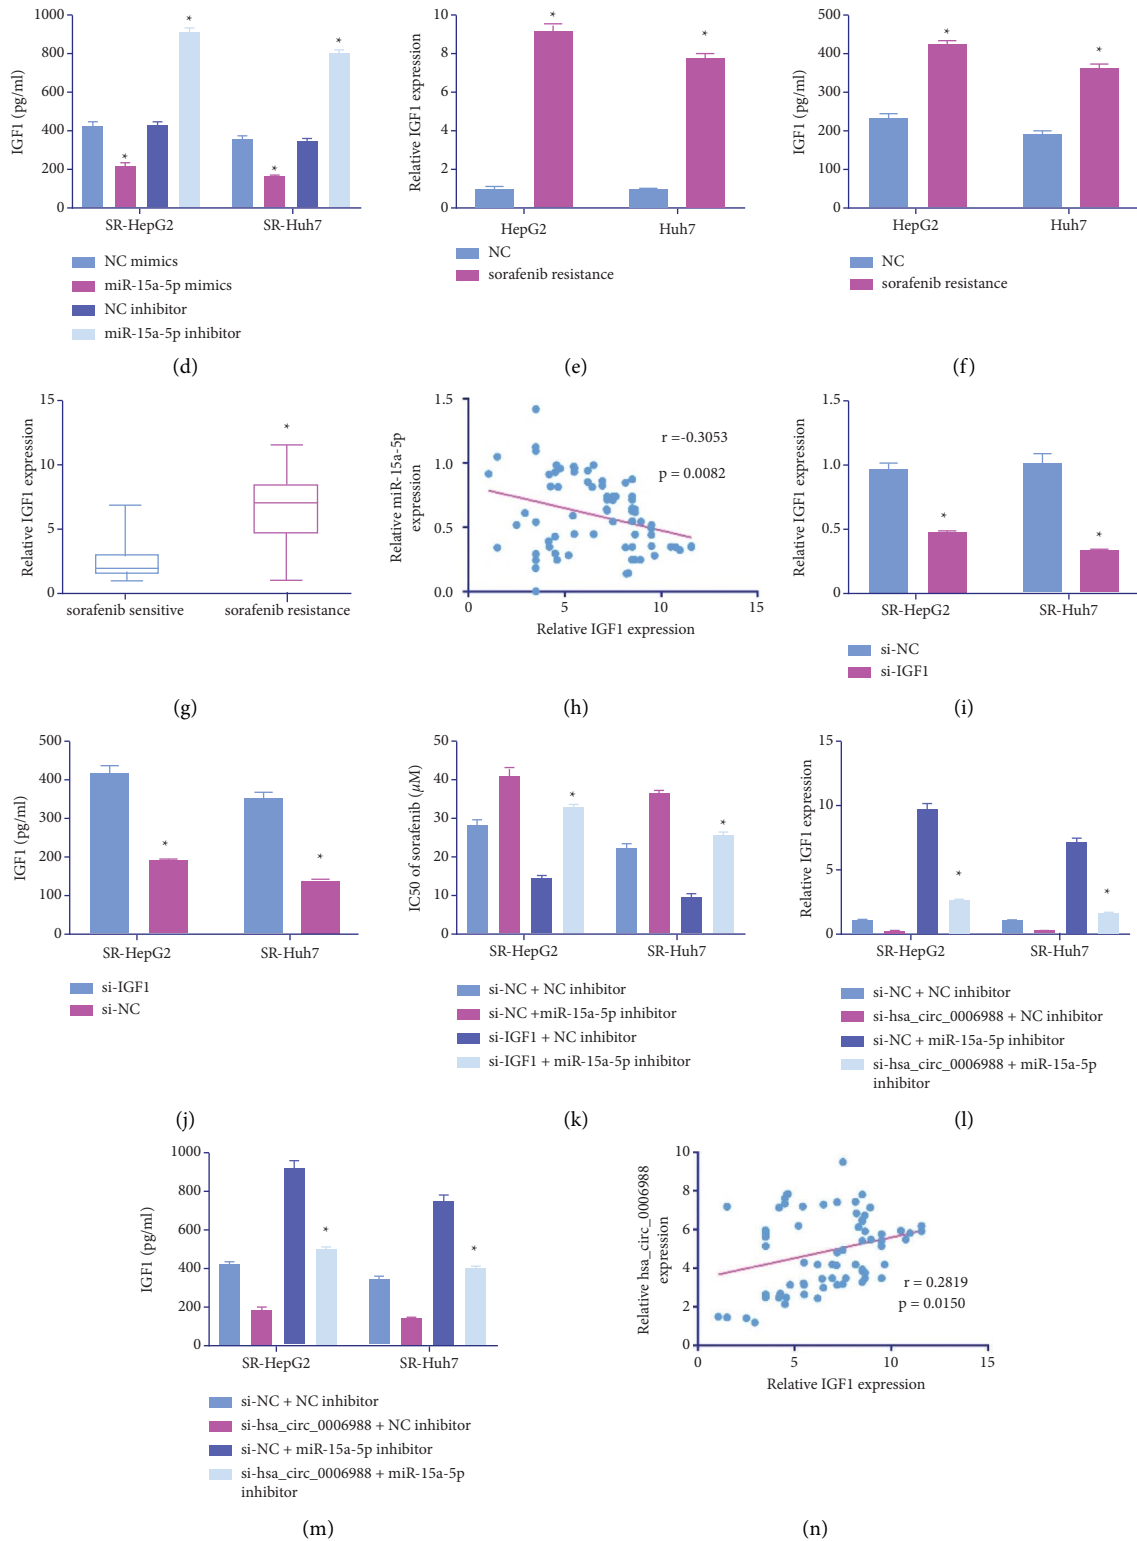 1000
800
600
400
200
0
IGF1 (pg/ml)
*
*
*
*
SR-HepG2
SR-Huh7
NC mimics
miR-15a-5p mimics
NC inhibitor
miR-15a-5p inhibitor
(d)
10
8
6
4
2
0
Relative IGF1 expression
*
*
HepG2
Huh7
NC
sorafenib resistance
(e)
500
400
300
200
100
0
IGF1 (pg/ml)
*
*
HepG2
Huh7
NC
sorafenib resistance
(f)
15
10
5
0
Relative IGF1 expression
*
sorafenib sensitive
sorafenib resistance
(g)
1.5
1.0
0.5
0.0
Relative miR-15a-5p
expression
r =-0.3053
p = 0.0082
0
5
10
15
Relative IGF1 expression
(h)
1.5
1.0
0.5
0
Relative IGF1 expression
*
*
SR-HepG2
SR-Huh7
si-NC
si-IGF1
(i)
500
400
300
200
100
0
IGF1 (pg/ml)
*
*
SR-HepG2
SR-Huh7
si-IGF1
si-NC
(j)
50
40
30
20
10
0
IC50 of sorafenib (μM)
*
*
SR-HepG2
SR-Huh7
si-NC + NC inhibitor
si-NC +miR-15a-5p inhibitor
si-IGF1 + NC inhibitor
si-IGF1 + miR-15a-5p inhibitor
(k)
15
10
5
0
Relative IGF1 expression
*
*
SR-HepG2
SR-Huh7
si-NC + NC inhibitor
si-hsa_circ_0006988 + NC inhibitor
si-NC + miR-15a-5p inhibitor
si-hsa_circ_0006988 + miR-15a-5p
inhibitor
(l)
1000
800
600
400
200
0
IGF1 (pg/ml)
*
*
SR-HepG2
SR-Huh7
si-NC + NC inhibitor
si-hsa_circ_0006988 + NC inhibitor
si-NC + miR-15a-5p inhibitor
si-hsa_circ_0006988 + miR-15a-5p
inhibitor
(m)
10
8
6
4
2
0
Relative hsa_circ_0006988
expression
r = 0.2819
p = 0.0150
0
5
10
15
Relative IGF1 expression
(n)